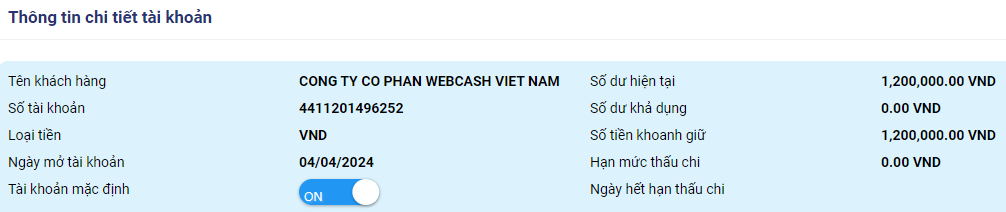 Thông tin chi tiết tài khoản
Tên khách hàng CONG TY CO PHAN WEBCASH VIET NAM Số dư hiện tại 1,200,000.00 VND
Số tài khoản 4411201496252 Số dư khả dụng 0.00 VND
Loại tiền VND Số tiền khoanh giữ 1,200,000.00 VND
Ngày mở tài khoản 04/04/2024 Hạn mức thấu chi 0.00 VND
Tài khoản mặc định ON Ngày hết hạn thấu chi